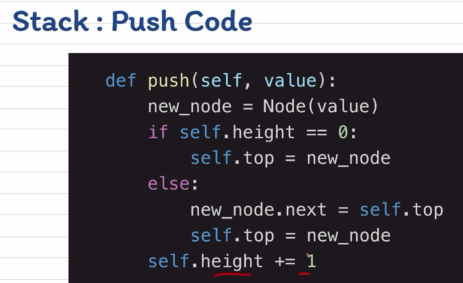 Stack : Push Code
def push(self, value):
    new_node = Node(value)
    if self.height == 0:
        self.top = new_node
    else:
        new_node.next = self.top
        self.top = new_node
    self.height += 1